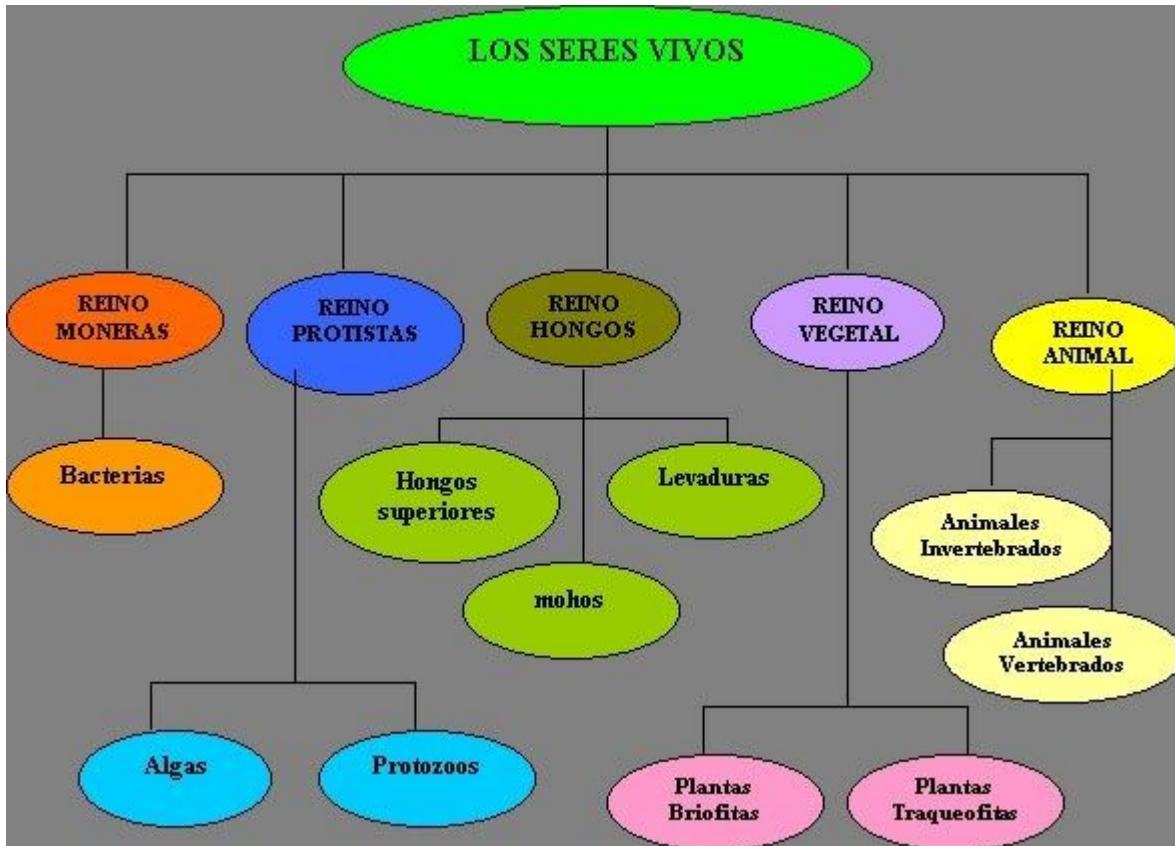 LOS SERES VIVOS
REINO
MONERAS
REINO
PROTISTAS
REINO
HONGOS
REINO
VEGETAL
REINO
ANIMAL
Bacterias
Hongos
superiores
Levaduras
mohos
Animales
Invertebrados
Animales
Vertebrados
Algas
Protozoos
Plantas
Briofitas
Plantas
Traqueofitas